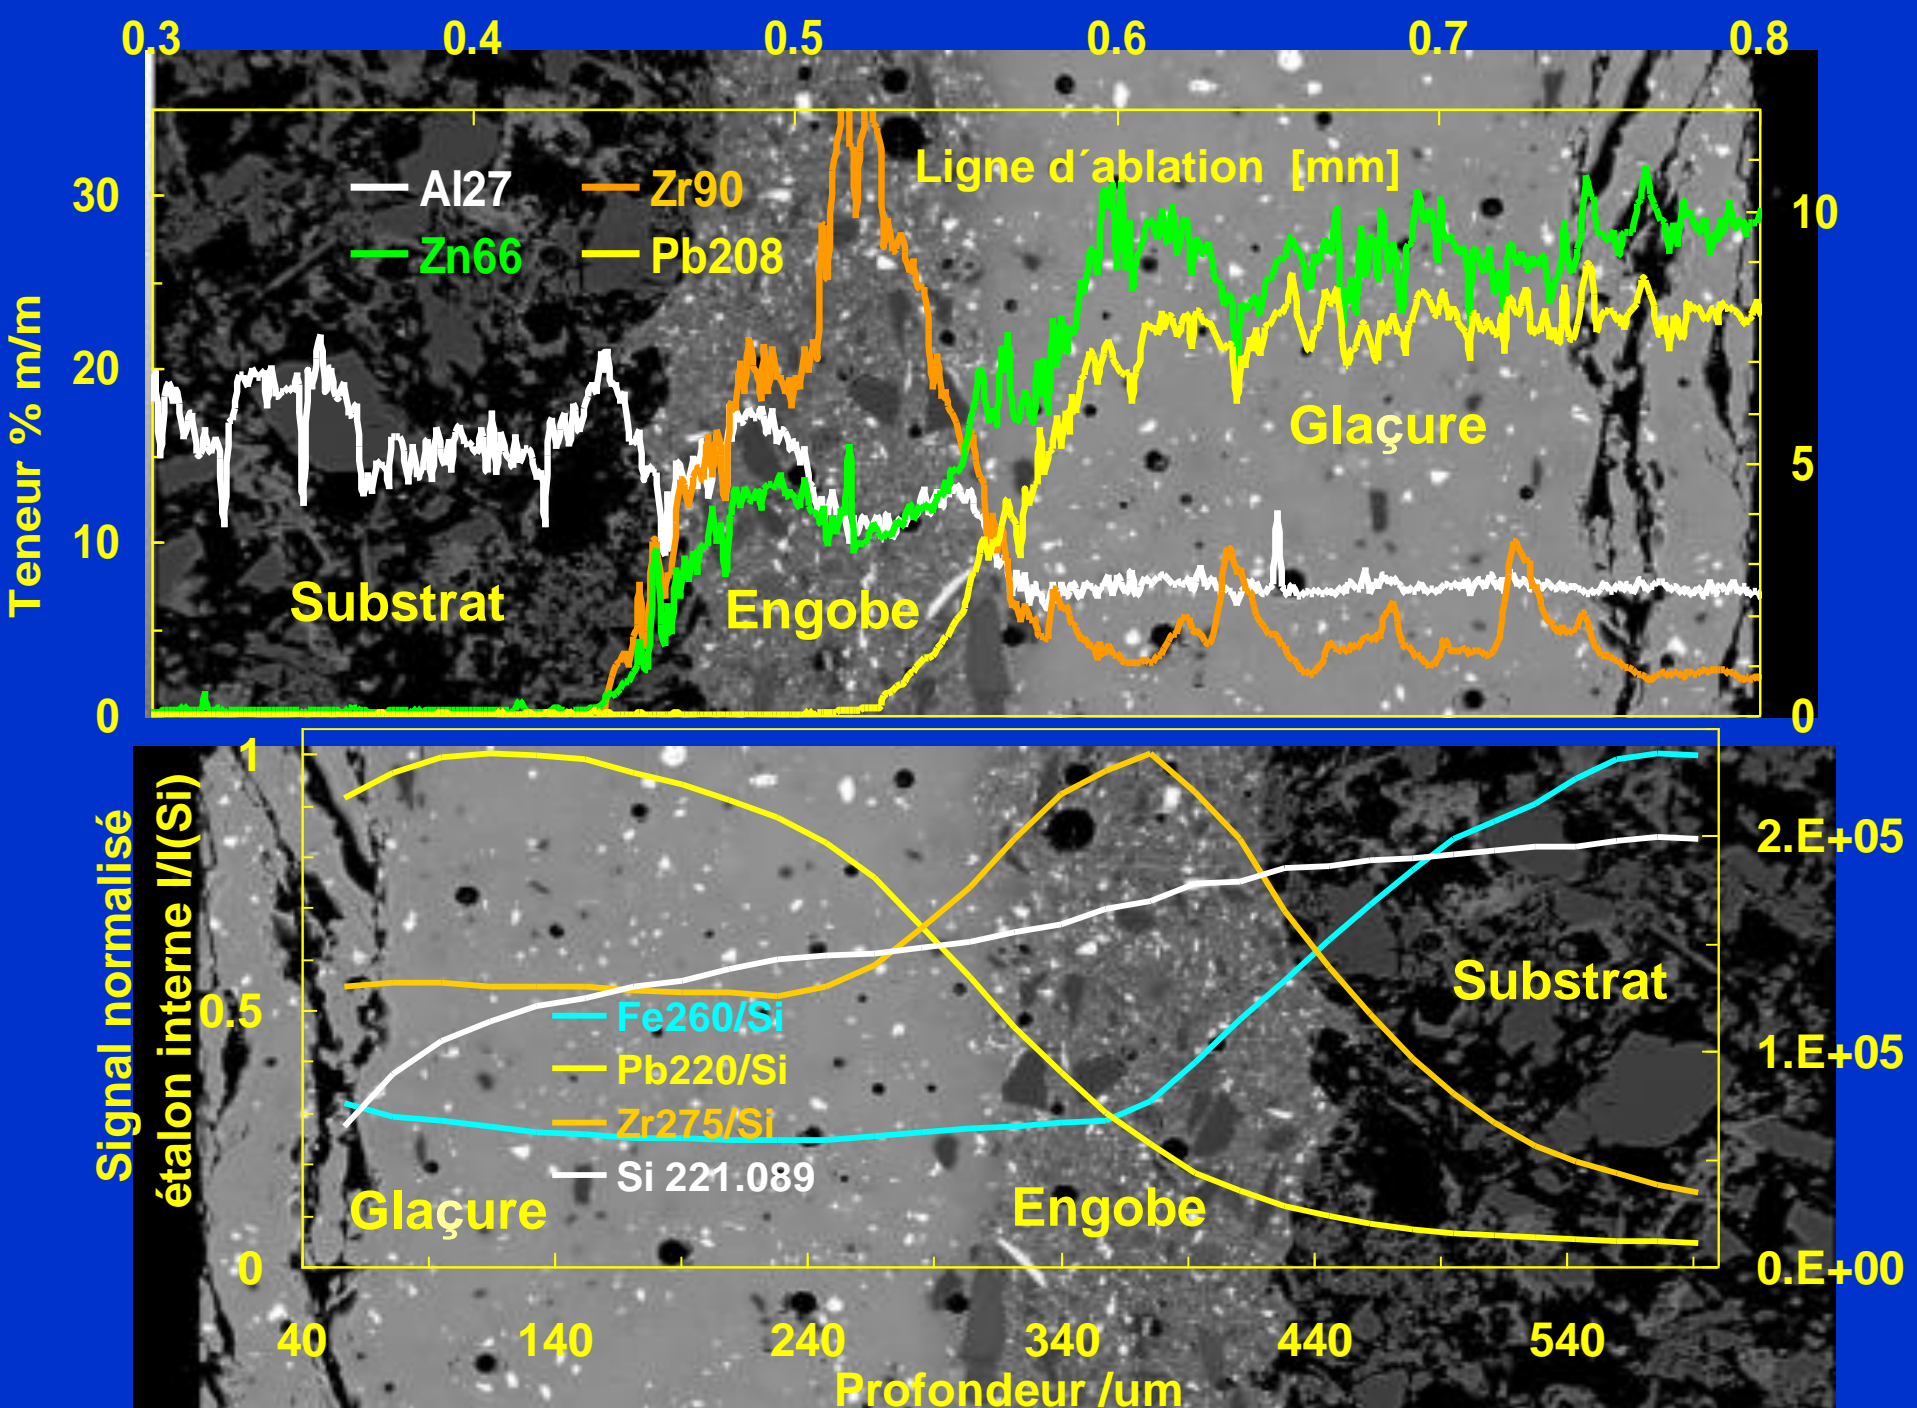 0.3 0.4 0.5 0.6 0.7 0.8
Ligne d´ablation [mm]
Al27 Zr90
Zn66 Pb208
30
20
10
0
Teneur % m/m
10
5
0
Substrat
Engobe
Glaçure
1
0.5
0
Signal normalisé
étalon interne I/I(Si)
2.E+05
1.E+05
0.E+00
Fe260/Si
Pb220/Si
Zr275/Si
Si 221.089
Glaçure
Engobe
Substrat
40 140 240 340 440 540
Profondeur /um